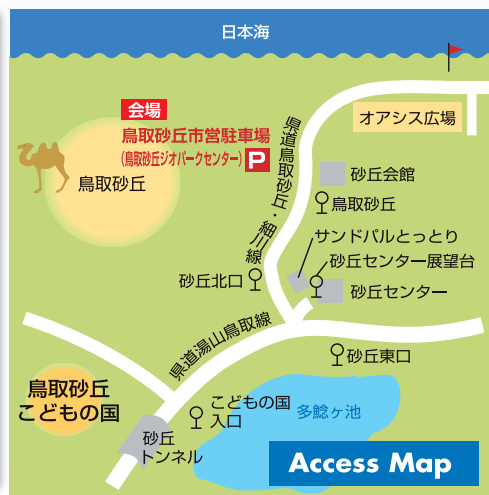 日本海
会場
鳥取砂丘市営駐車場
(鳥取砂丘ジオパークセンター) P
鳥取砂丘
県道鳥取砂丘・細川線
オアシス広場
砂丘会館
鳥取砂丘
サンドパルとっとり
砂丘センター展望台
砂丘北口
砂丘センター
県道湯山鳥取線
砂丘東口
鳥取砂丘
こどもの国
こどもの国
入口
多鯰ヶ池
砂丘
トンネル
Access Map